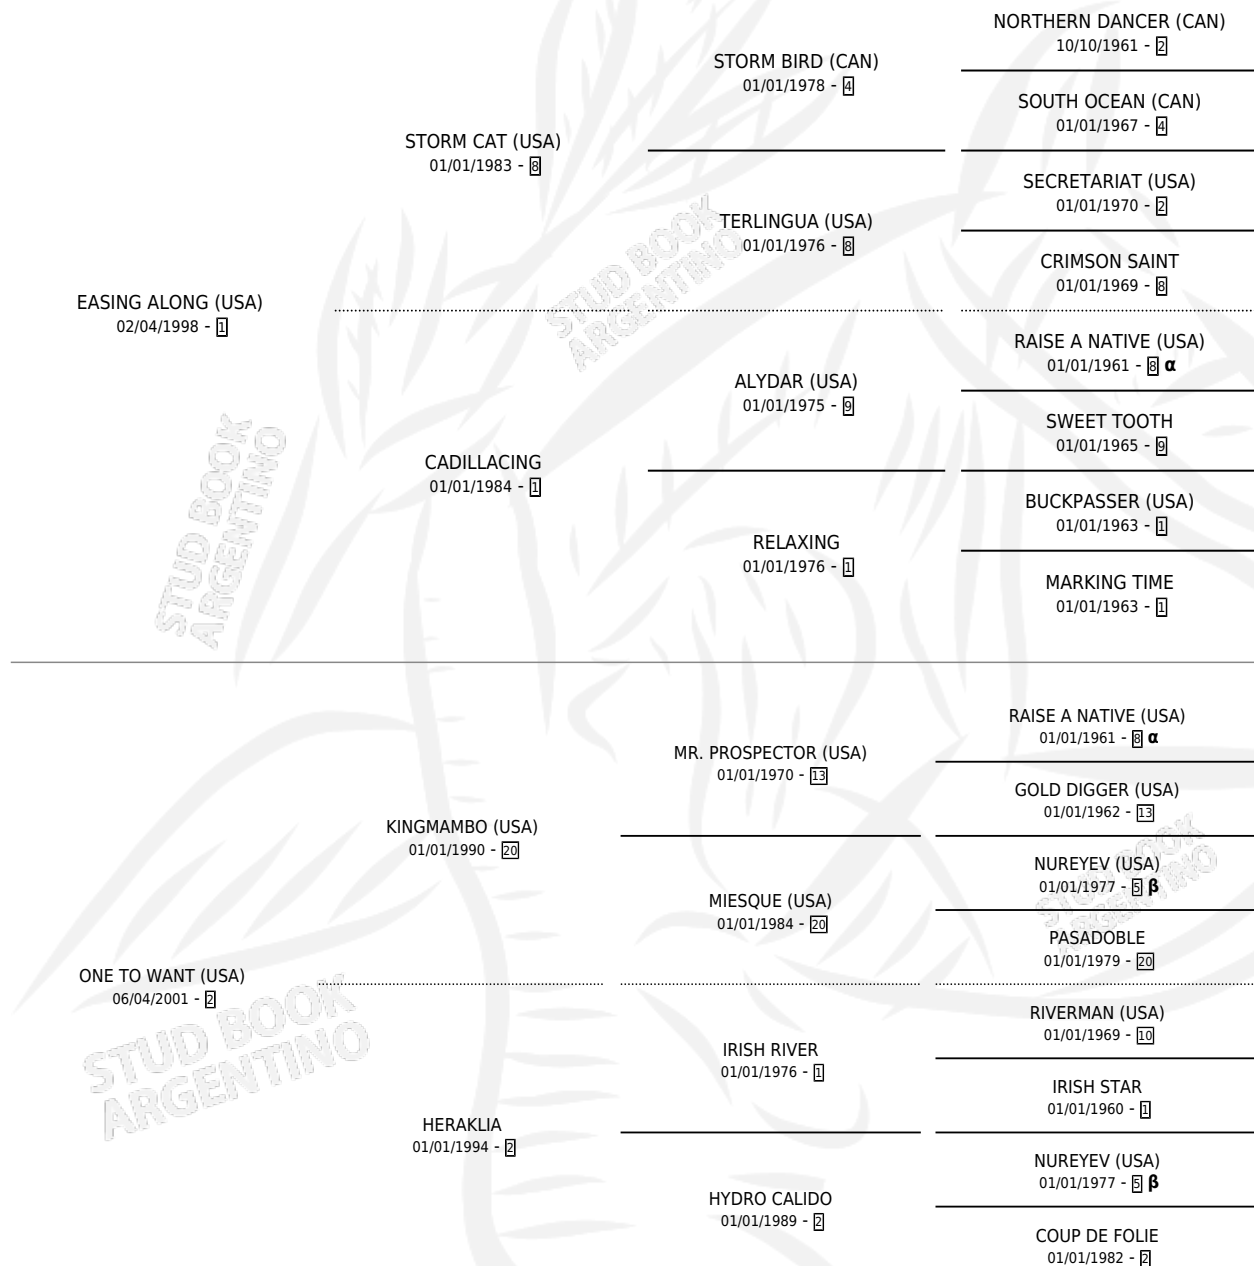 NORTHERN DANCER (CAN)
10/10/1961 - 2
STORM BIRD (CAN)
01/01/1978 - 4
SOUTH OCEAN (CAN)
01/01/1967 - 4
STORM CAT (USA)
01/01/1983 - 8
SECRETARIAT (USA)
01/01/1970 - 2
TERLINGUA (USA)
01/01/1976 - 8
CRIMSON SAINT
01/01/1969 - 8
STUD BOOK
ARGENTINO
EASING ALONG (USA)
02/04/1998 - 1
RAISE A NATIVE (USA)
01/01/1961 - 8 α
ALYDAR (USA)
01/01/1975 - 9
SWEET TOOTH
01/01/1965 - 9
CADILLACING
01/01/1984 - 1
STUD BOOK
ARGENTINO
BUCKPASSER (USA)
01/01/1963 - 1
RELAXING
01/01/1976 - 1
MARKING TIME
01/01/1963 - 1
RAISE A NATIVE (USA)
01/01/1961 - 8 α
MR. PROSPECTOR (USA)
01/01/1970 - 13
GOLD DIGGER (USA)
01/01/1962 - 13
KINGMAMBO (USA)
01/01/1990 - 20
NUREYEV (USA)
01/01/1977 - 5 β
STUD BOOK
ARGENTINO
MIESQUE (USA)
01/01/1984 - 20
PASADOBLE
01/01/1979 - 20
ONE TO WANT (USA)
06/04/2001 - 2
STUD BOOK
ARGENTINO
RIVERMAN (USA)
01/01/1969 - 10
IRISH RIVER
01/01/1976 - 1
IRISH STAR
01/01/1960 - 1
HERAKLIA
01/01/1994 - 2
NUREYEV (USA)
01/01/1977 - 5 β
HYDRO CALIDO
01/01/1989 - 2
COUP DE FOLIE
01/01/1982 - 2